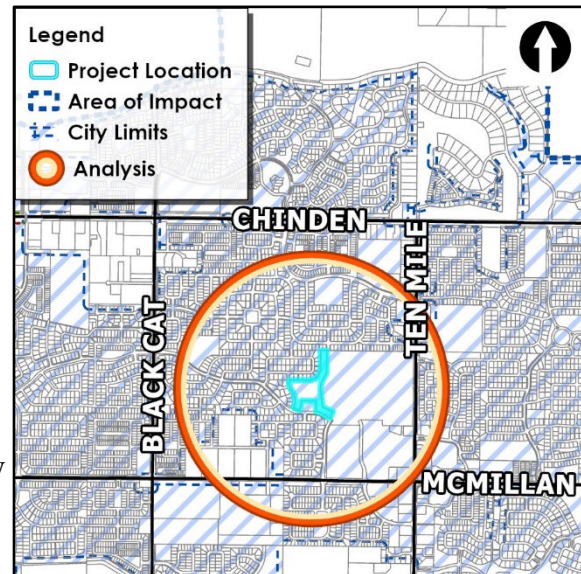 Legend
Project Location
Area of Impact
City Limits
Analysis
CHINDEN
TEN MILE
BLACK CAT
MCMILLAN